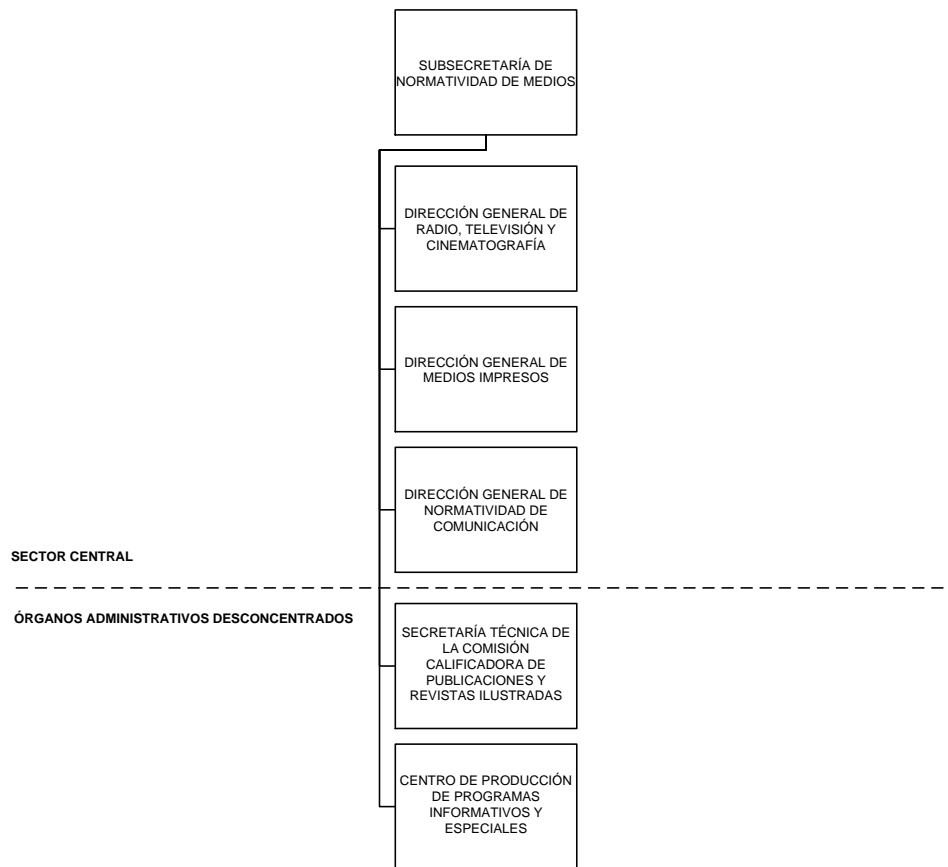 SUBSECRETARÍA DE
NORMATIVIDAD DE MEDIOS
DIRECCIÓN GENERAL DE
RADIO, TELEVISIÓN Y
CINEMATOGRAFÍA
DIRECCIÓN GENERAL DE
MEDIOS IMPRESOS
DIRECCIÓN GENERAL DE
NORMATIVIDAD DE
COMUNICACIÓN
SECTOR CENTRAL
ÓRGANOS ADMINISTRATIVOS DESCONCENTRADOS
SECRETARÍA TÉCNICA DE
LA COMISIÓN
CALIFICADORA DE
PUBLICACIONES Y
REVISTAS ILUSTRADAS
CENTRO DE PRODUCCIÓN
DE PROGRAMAS
INFORMATIVOS Y
ESPECIALES